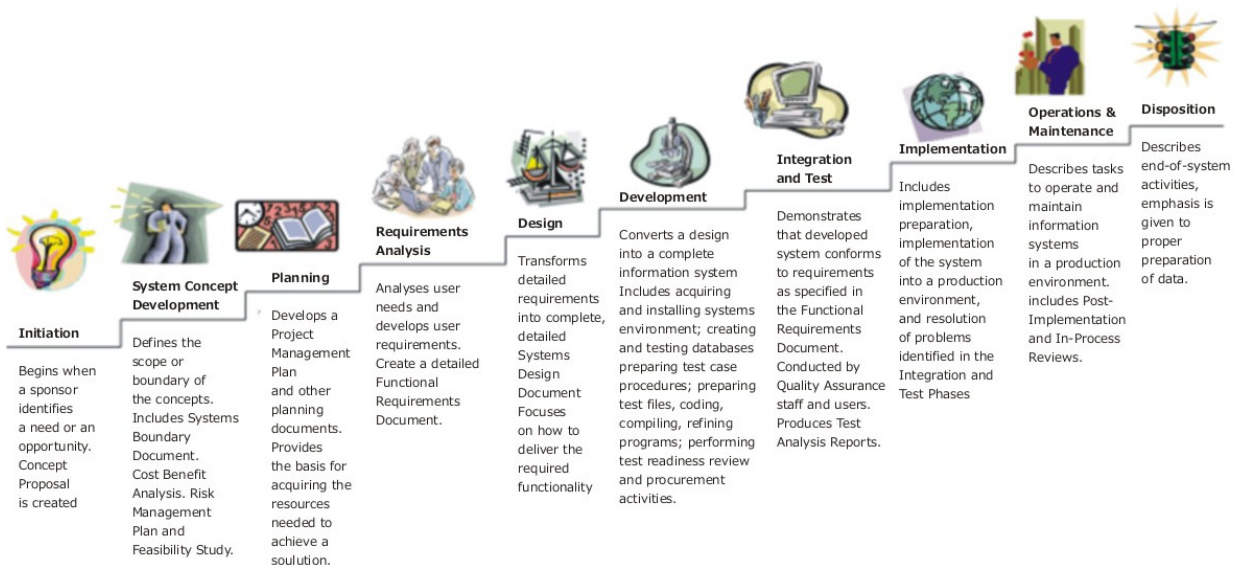 Initiation
Begins when
a sponsor
identifies
a need or an
opportunity.
Concept
Proposal
is created
System Concept
Development
Defines the
scope or
boundary of
the concepts.
Includes Systems
Boundary
Document.
Cost Benefit
Analysis. Risk
Management
Plan and
Feasibility Study.
Planning
Develops a
Project
Management
Plan
and other
planning
documents.
Provides
the basis for
acquiring the
resources
needed to
achieve a
soulution.
Requirements
Analysis
Analyses user
needs and
develops user
requirements.
Create a detailed
Functional
Requirements
Document.
Design
Transforms
detailed
requirements
into complete,
detailed
Systems
Design
Document
Focuses
on how to
deliver the
required
functionality
Development
Converts a design
into a complete
information system
Includes acquiring
and installing systems
environment; creating
and testing databases
preparing test case
procedures; preparing
test files, coding,
compiling, refining
programs; performing
test readiness review
and procurement
activities.
Integration
and Test
Demonstrates
that developed
system conforms
to requirements
as specified in
the Functional
Requirements
Document.
Conducted by
Quality Assurance
staff and users.
Produces Test
Analysis Reports.
Implementation
Includes
implementation
preparation,
implementation
of the system
into a production
environment,
and resolution
of problems
identified in the
Integration and
Test Phases
Operations &
Maintenance
Describes tasks
to operate and
maintain
information
systems
in a production
environment.
includes Post-
Implementation
and In-Process
Reviews.
Disposition
Describes
end-of-system
activities,
emphasis is
given to
proper
preparation
of data.